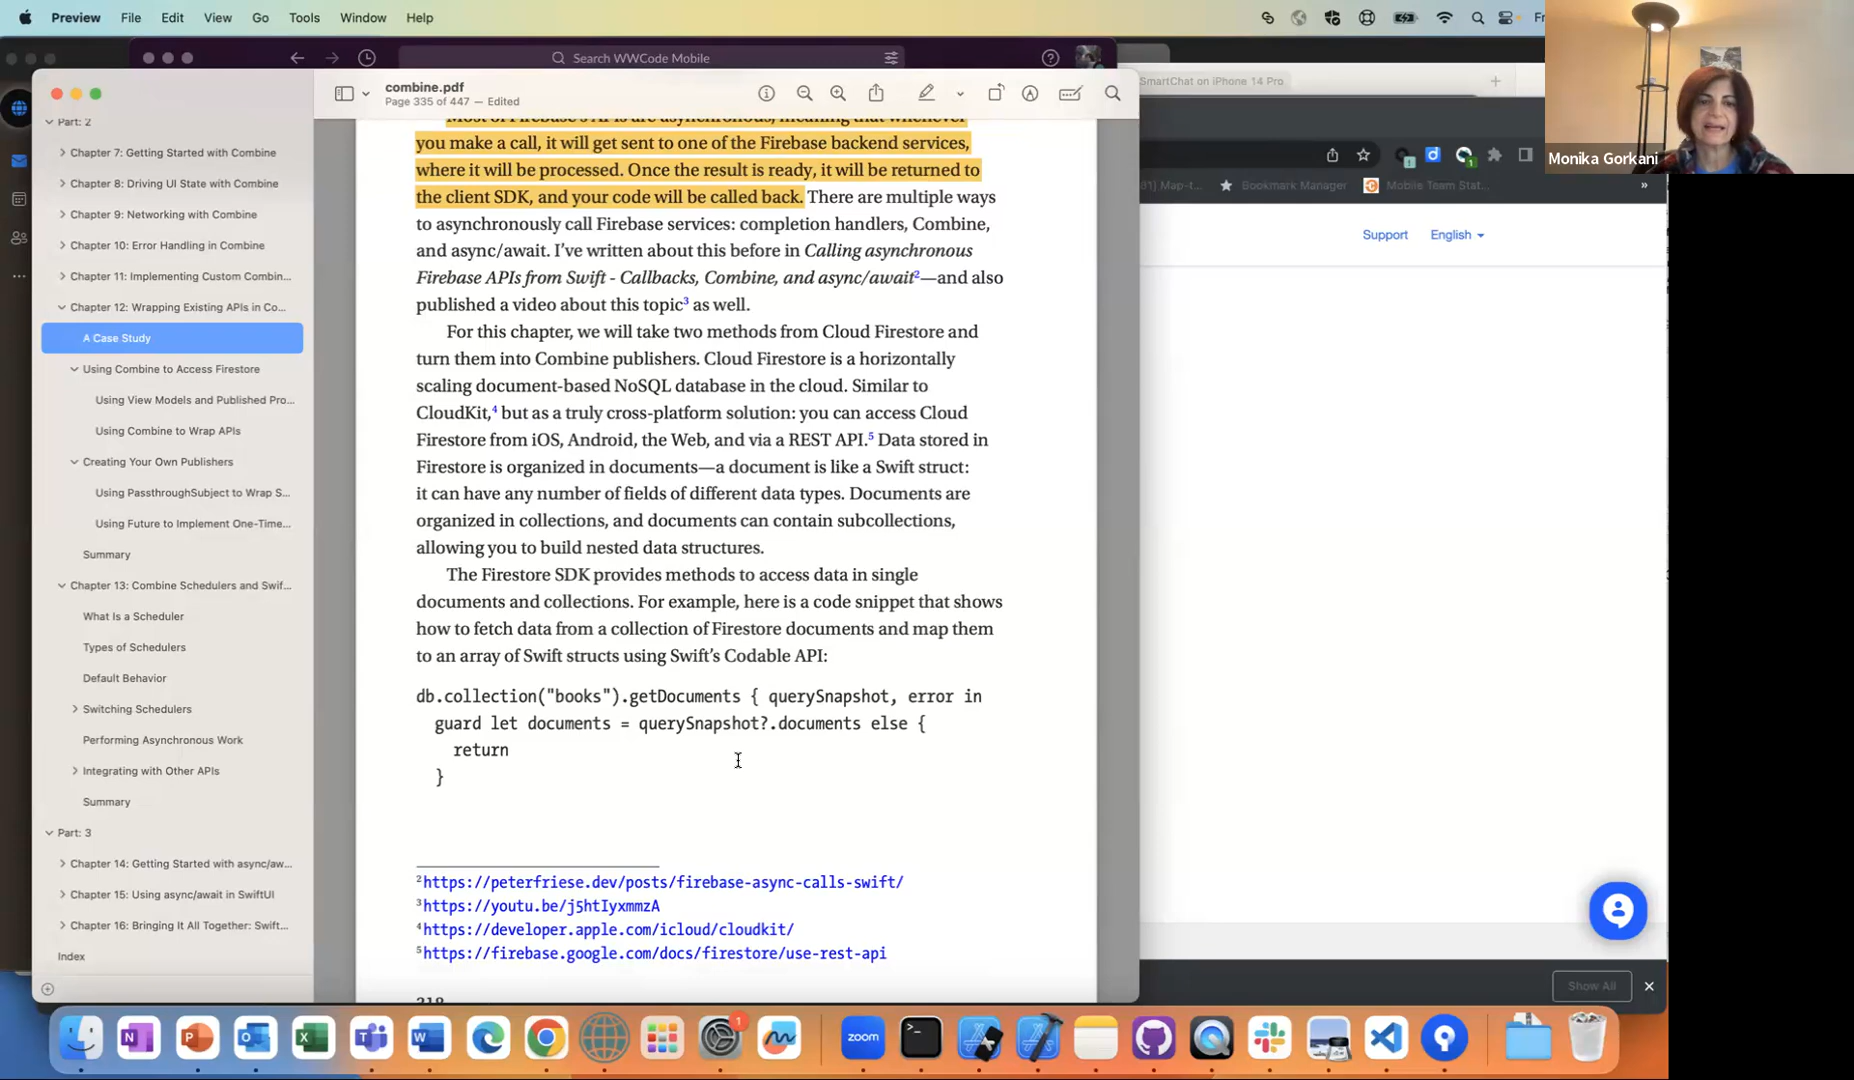 Preview File Edit View Go Tools Window Help
Search WWCode Mobile
SmartChat on iPhone 14 Pro
Monika Gorkani
combine.pdf
Page 335 of 447 — Edited
Part: 2
Chapter 7: Getting Started with Combine
Chapter 8: Driving UI State with Combine
Chapter 9: Networking with Combine
Chapter 10: Error Handling in Combine
Chapter 11: Implementing Custom Combin...
Chapter 12: Wrapping Existing APIs in Co...
A Case Study
Using Combine to Access Firestore
Using View Models and Published Pro...
Using Combine to Wrap APIs
Creating Your Own Publishers
Using PassthroughSubject to Wrap S...
Using Future to Implement One-Time...
Summary
Chapter 13: Combine Schedulers and Swif...
What Is a Scheduler
Types of Schedulers
Default Behavior
Switching Schedulers
Performing Asynchronous Work
Integrating with Other APIs
Summary
Part: 3
Chapter 14: Getting Started with async/aw...
Chapter 15: Using async/await in SwiftUI
Chapter 16: Bringing It All Together: Swift...
Index
Most of Firebase's APIs are asynchronous, meaning that whenever
you make a call, it will get sent to one of the Firebase backend services,
where it will be processed. Once the result is ready, it will be returned to
the client SDK, and your code will be called back. There are multiple ways
to asynchronously call Firebase services: completion handlers, Combine,
and async/await. I've written about this before in Calling asynchronous
Firebase APIs from Swift - Callbacks, Combine, and async/await2—and also
published a video about this topic3 as well.
For this chapter, we will take two methods from Cloud Firestore and
turn them into Combine publishers. Cloud Firestore is a horizontally
scaling document-based NoSQL database in the cloud. Similar to
CloudKit,4 but as a truly cross-platform solution: you can access Cloud
Firestore from iOS, Android, the Web, and via a REST API.5 Data stored in
Firestore is organized in documents—a document is like a Swift struct:
it can have any number of fields of different data types. Documents are
organized in collections, and documents can contain subcollections,
allowing you to build nested data structures.
The Firestore SDK provides methods to access data in single
documents and collections. For example, here is a code snippet that shows
how to fetch data from a collection of Firestore documents and map them
to an array of Swift structs using Swift's Codable API:
db.collection("books").getDocuments { querySnapshot, error in
guard let documents = querySnapshot?.documents else {
return
}
2https://peterfriese.dev/posts/firebase-async-calls-swift/
3https://youtu.be/j5htIyxmmzA
4https://developer.apple.com/icloud/cloudkit/
5https://firebase.google.com/docs/firestore/use-rest-api
318
Map-t...
Bookmark Manager
Mobile Team Stat...
Support
English
Show All
zoom
1